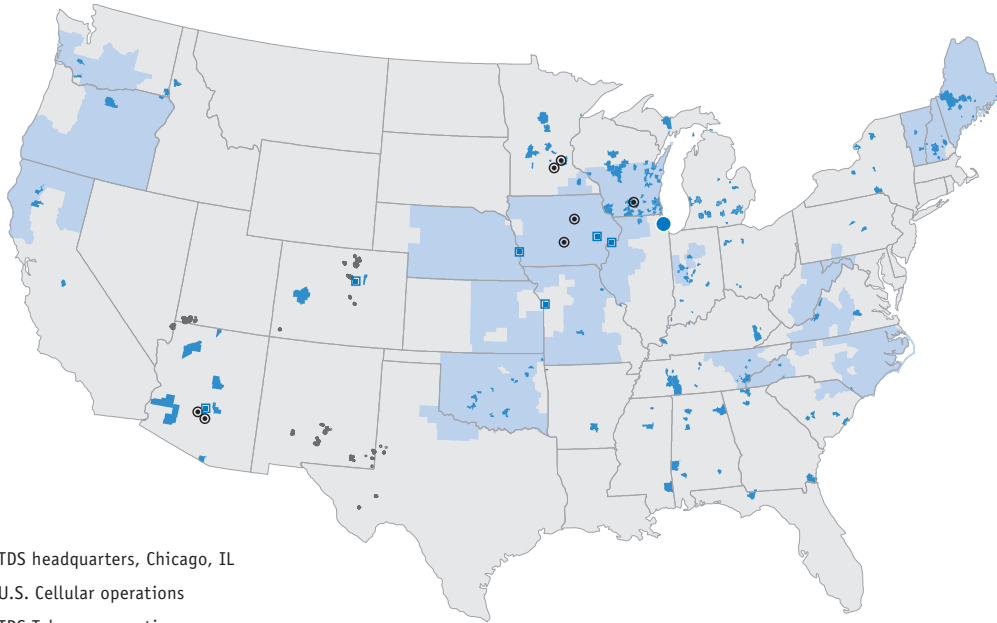 TDS headquarters, Chicago, IL
U.S. Cellular operations